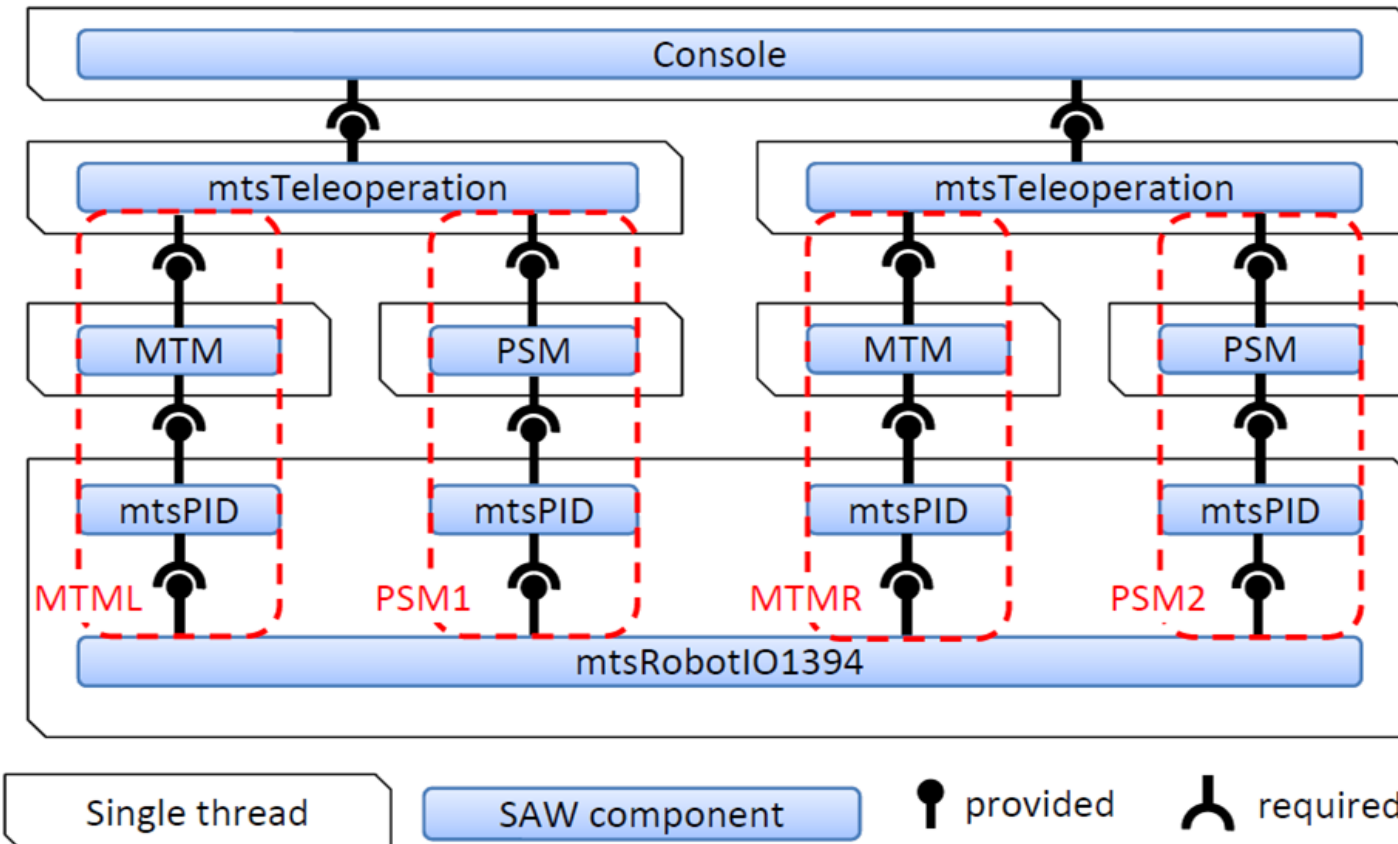 Console
mtsTeleoperation mtsTeleoperation
MTM PSM MTM PSM
mtsPID mtsPID mtsPID mtsPID
MTML PSM1 MTMR PSM2
mtsRobotIO1394
Single thread SAW component provided required